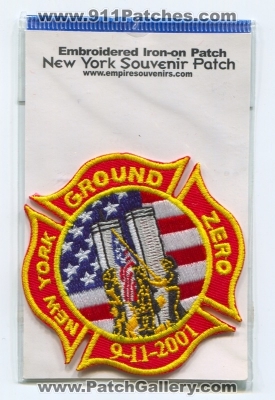 www.911Patches.com
Embroidered Iron-on Patch
New York Souvenir Patch
www.empiresouvenirs.com
GROUND
NEW YORK
ZERO
9-11-2001
www.PatchGallery.com